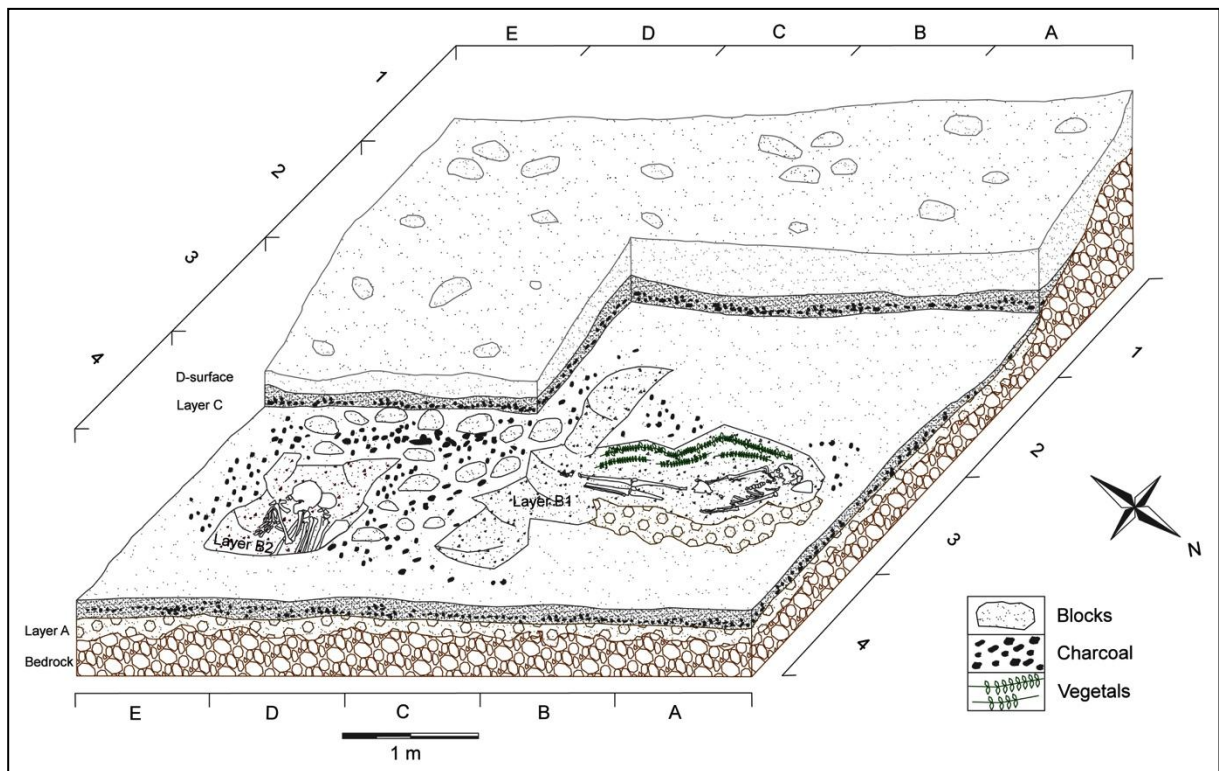 E D C B A
1
2
3
4
D-surface
Layer C
Layer B1
Layer B2
1
2
3
4
N
Layer A
Bedrock
E D C B A
1 m
Blocks
Charcoal
Vegetals